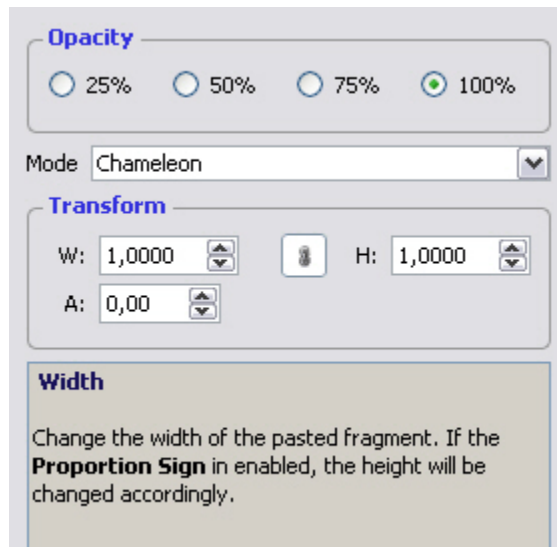 Opacity
25% 50% 75% 100%
Mode Chameleon
Transform
W: 1,0000 H: 1,0000
A: 0,00
Width
Change the width of the pasted fragment. If the
Proportion Sign in enabled, the height will be
changed accordingly.